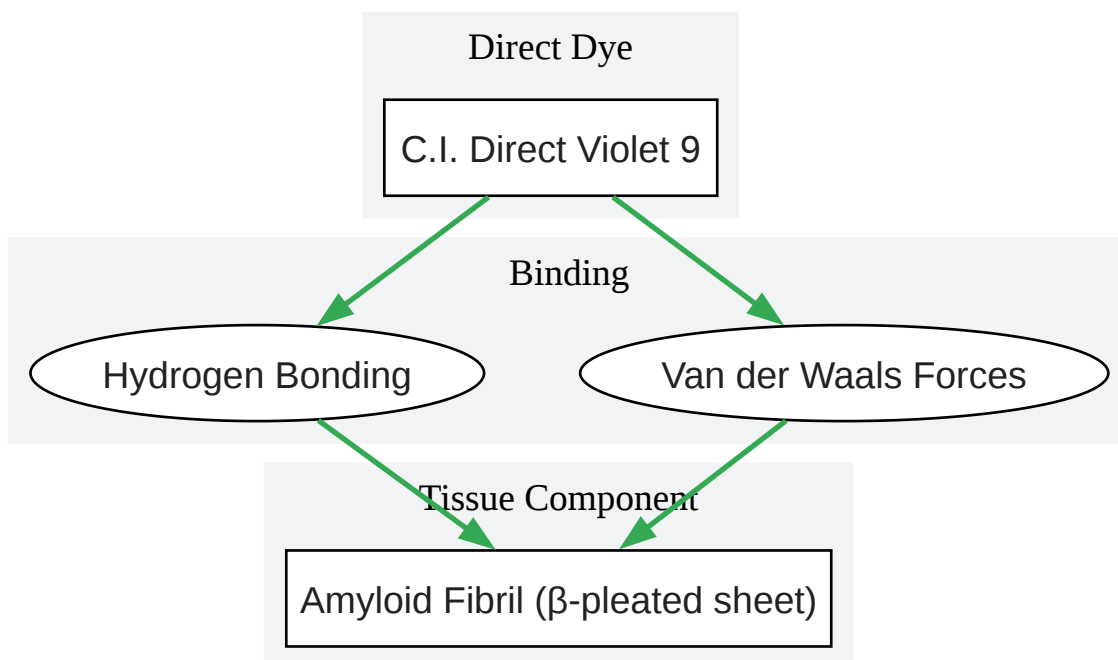 Direct Dye
C.I. Direct Violet 9
Binding
Hydrogen Bonding
Van der Waals Forces
Tissue Component
Amyloid Fibril (β-pleated sheet)